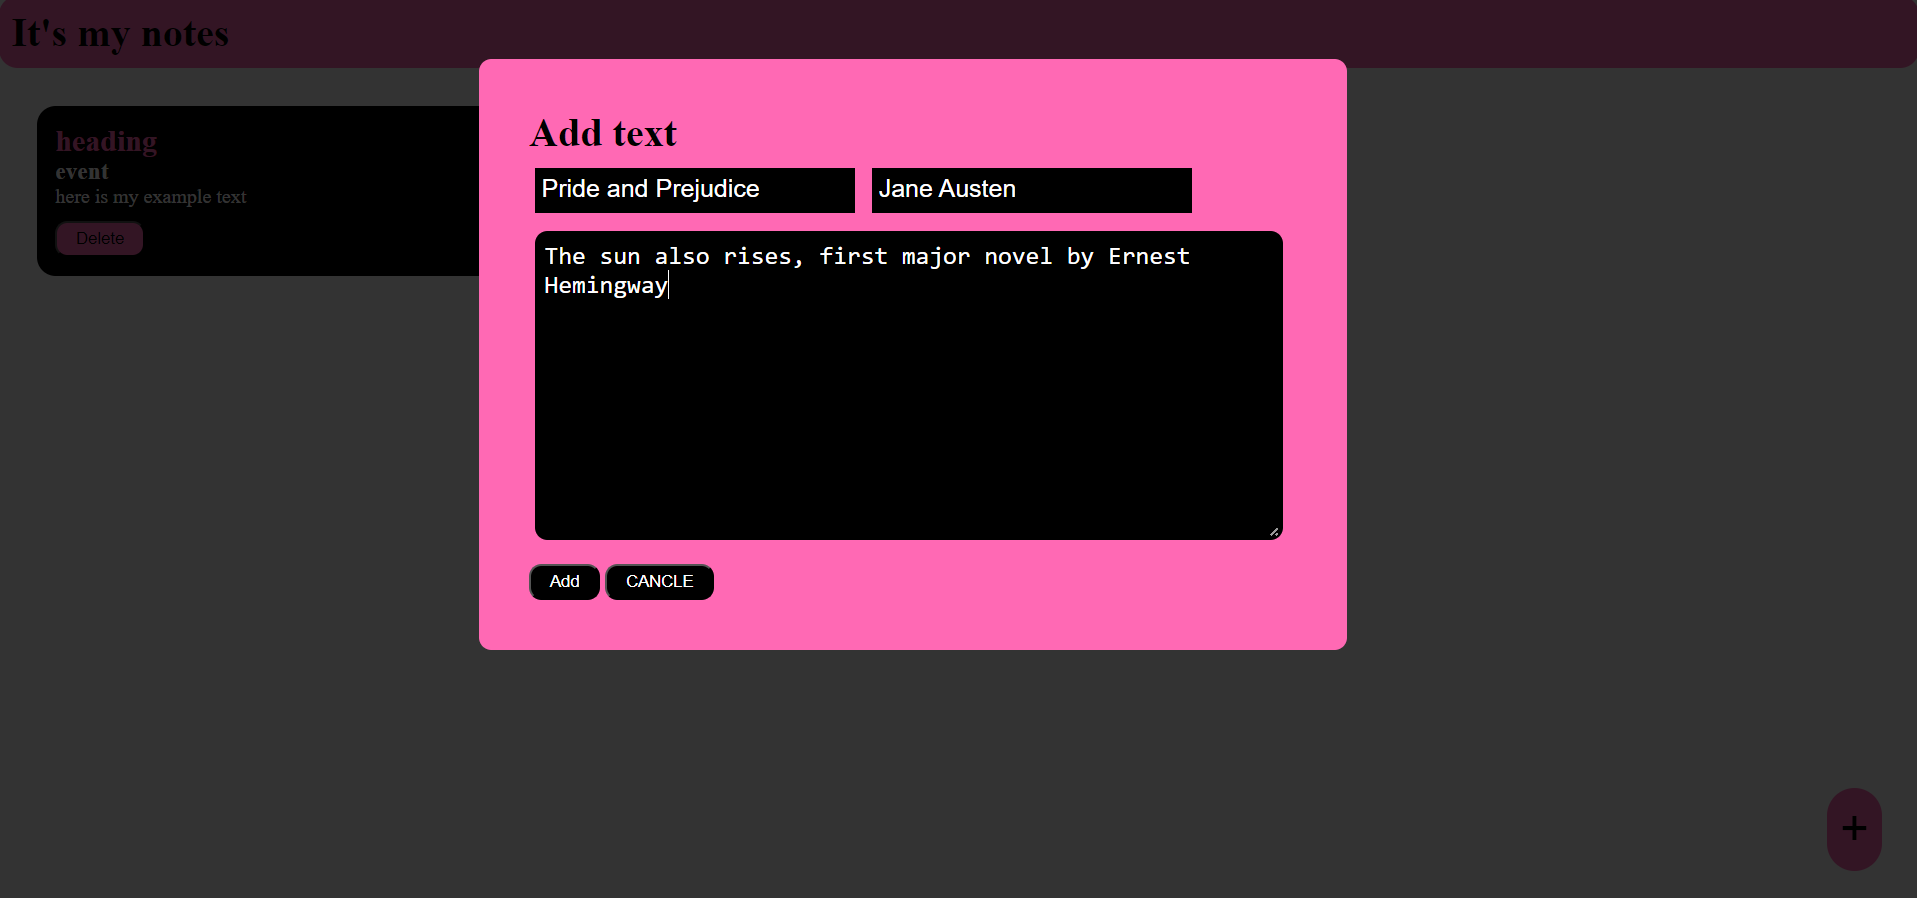 It's my notes
heading
event
here is my example text
Delete
Add text
Pride and Prejudice
Jane Austen
The sun also rises, first major novel by Ernest
Hemingway
Add
CANCLE
+